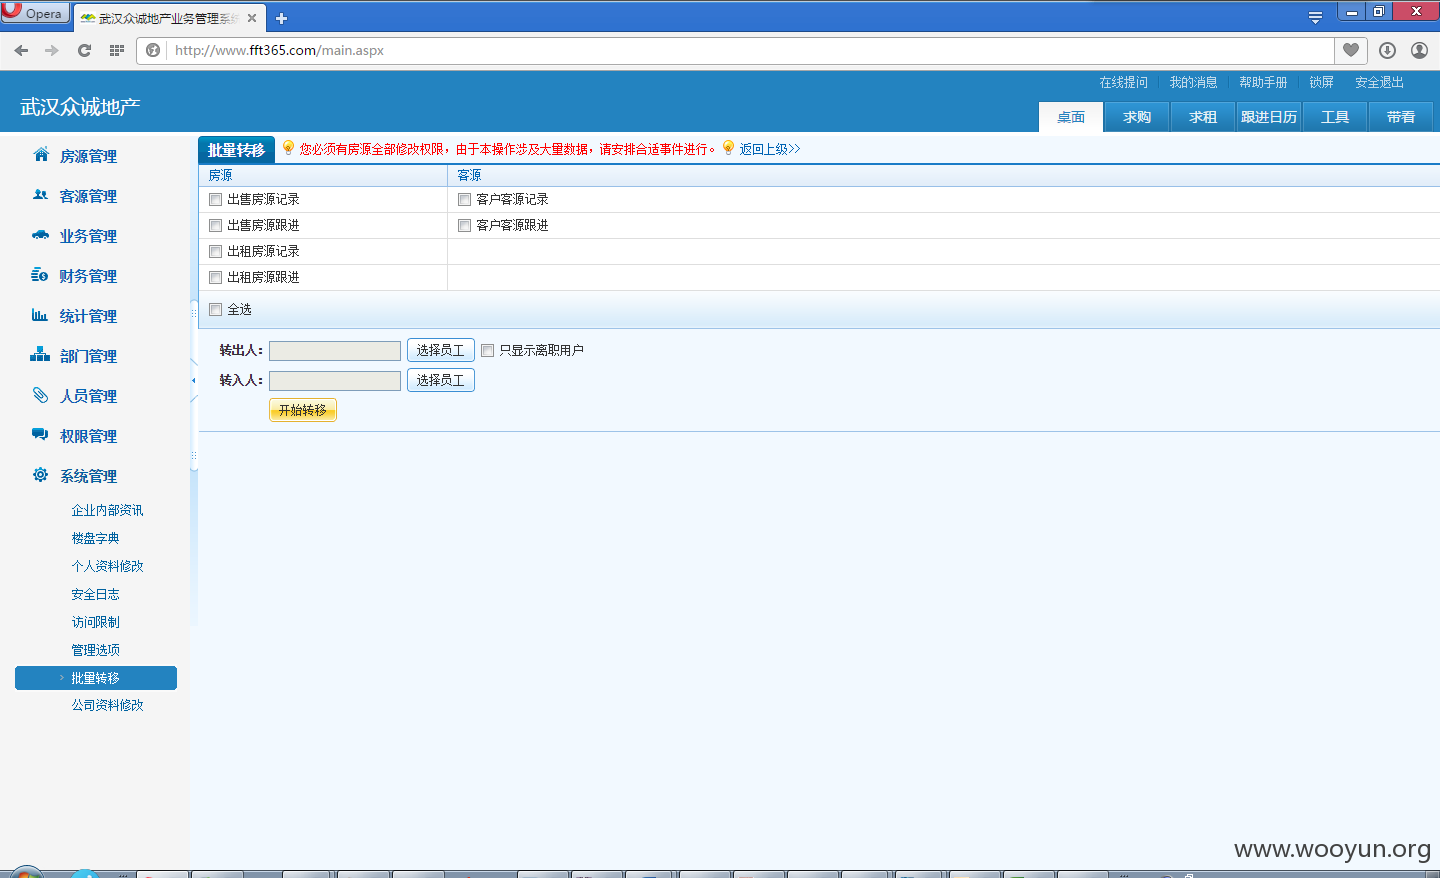 Opera
武汉众诚地产业务管理系统
http://www.fft365.com/main.aspx
在线提问 我的消息 帮助手册 锁屏 安全退出
武汉众诚地产
桌面 求购 求租 跟进日历 工具 带看
房源管理
客源管理
业务管理
财务管理
统计管理
部门管理
人员管理
权限管理
系统管理
企业内部资讯
楼盘字典
个人资料修改
安全日志
访问限制
管理选项
批量转移
公司资料修改
批量转移 您必须有房源全部修改权限，由于本操作涉及大量数据，请安排合适事件进行。 返回上级>>
房源 客源
出售房源记录 客户客源记录
出售房源跟进 客户客源跟进
出租房源记录
出租房源跟进
全选
转出人： 选择员工 只显示离职用户
转入人： 选择员工
开始转移
www.wooyun.org